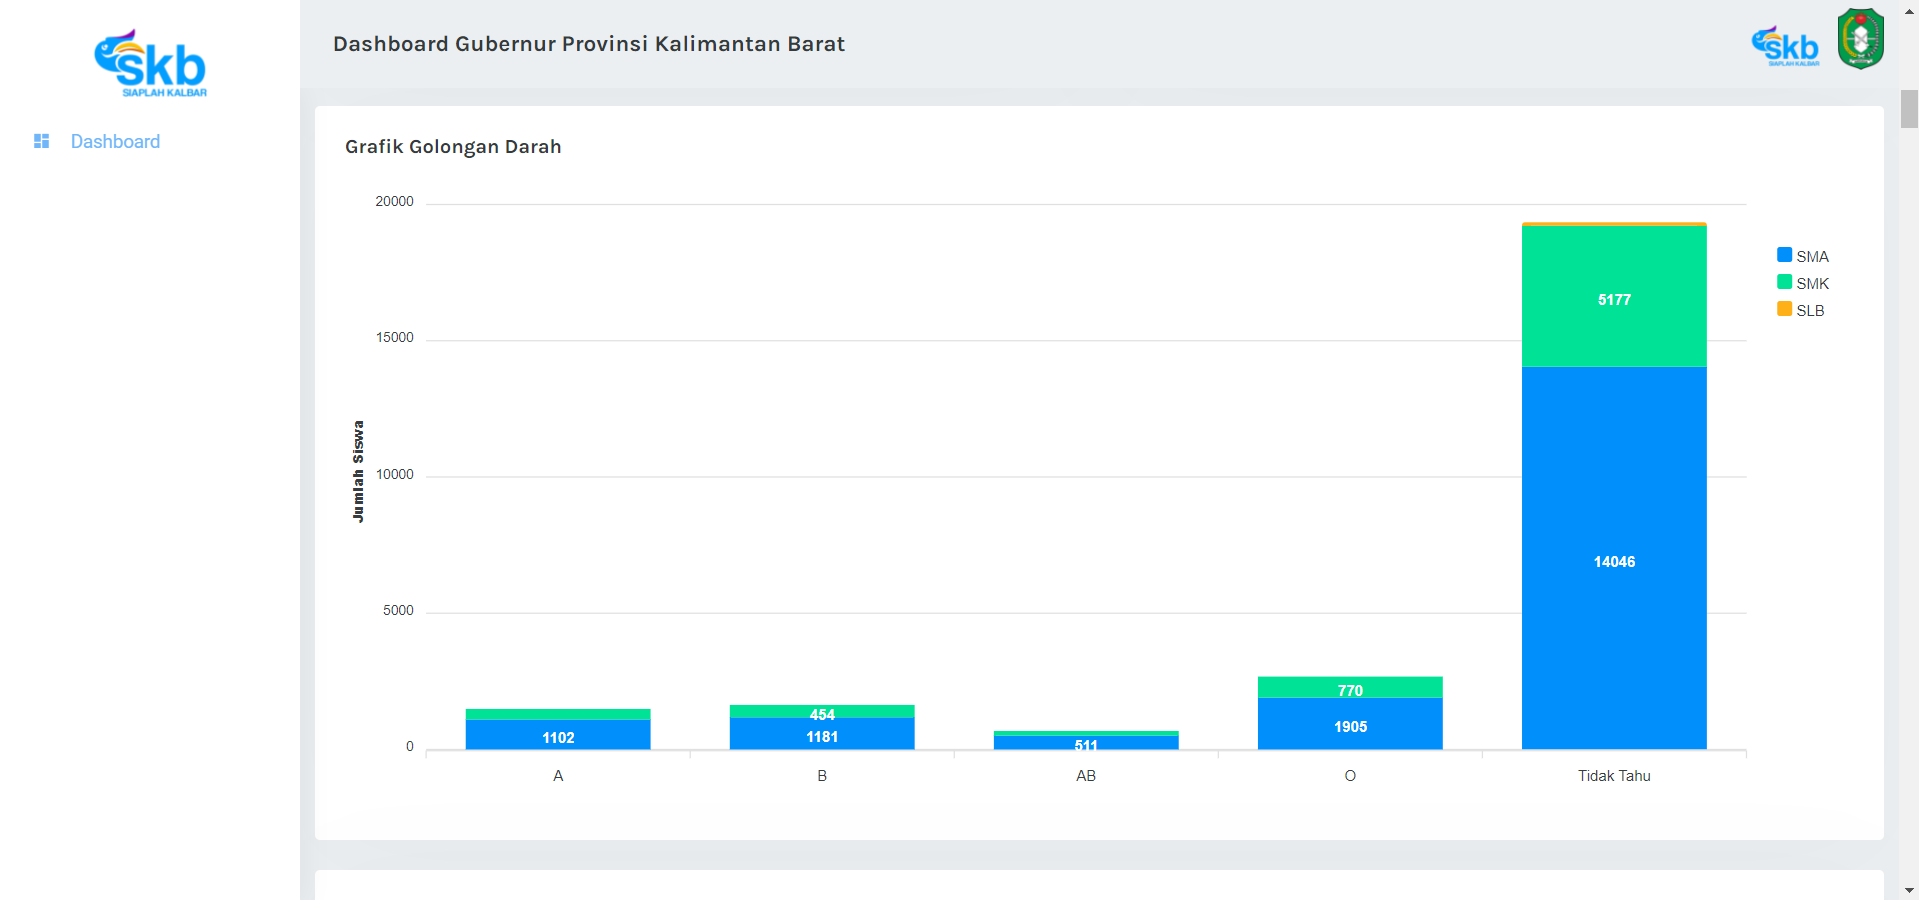 skb
SIAPLAH KALBAR
Dashboard
Dashboard Gubernur Provinsi Kalimantan Barat
skb
SIAPLAH KALBAR
Grafik Golongan Darah
Jumlah Siswa
20000
15000
10000
5000
0
1102
454
1181
511
770
1905
5177
14046
A
B
AB
O
Tidak Tahu
SMA
SMK
SLB